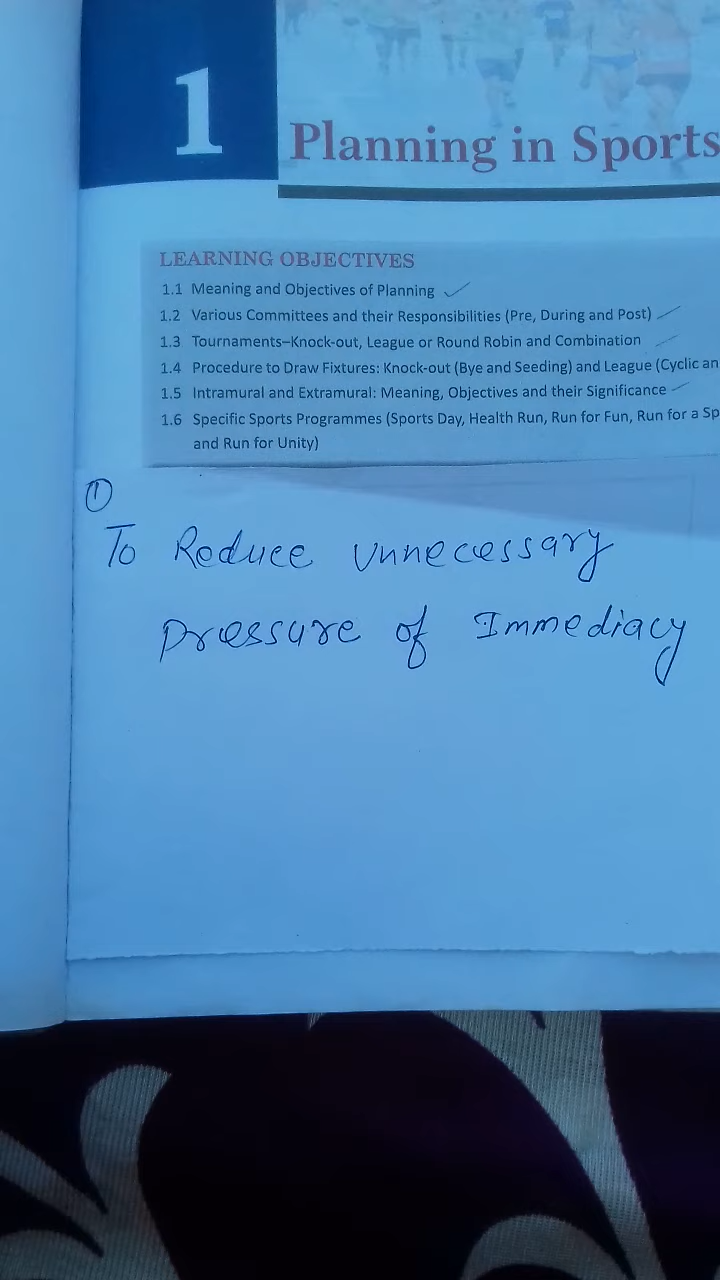 1
Planning in Sports
LEARNING OBJECTIVES
1.1 Meaning and Objectives of Planning
1.2 Various Committees and their Responsibilities (Pre, During and Post)
1.3 Tournaments–Knock-out, League or Round Robin and Combination
1.4 Procedure to Draw Fixtures: Knock-out (Bye and Seeding) and League (Cyclic an
1.5 Intramural and Extramural: Meaning, Objectives and their Significance
1.6 Specific Sports Programmes (Sports Day, Health Run, Run for Fun, Run for a Sp
and Run for Unity)
①
To Reduce Unnecessary
Pressure of Immediacy